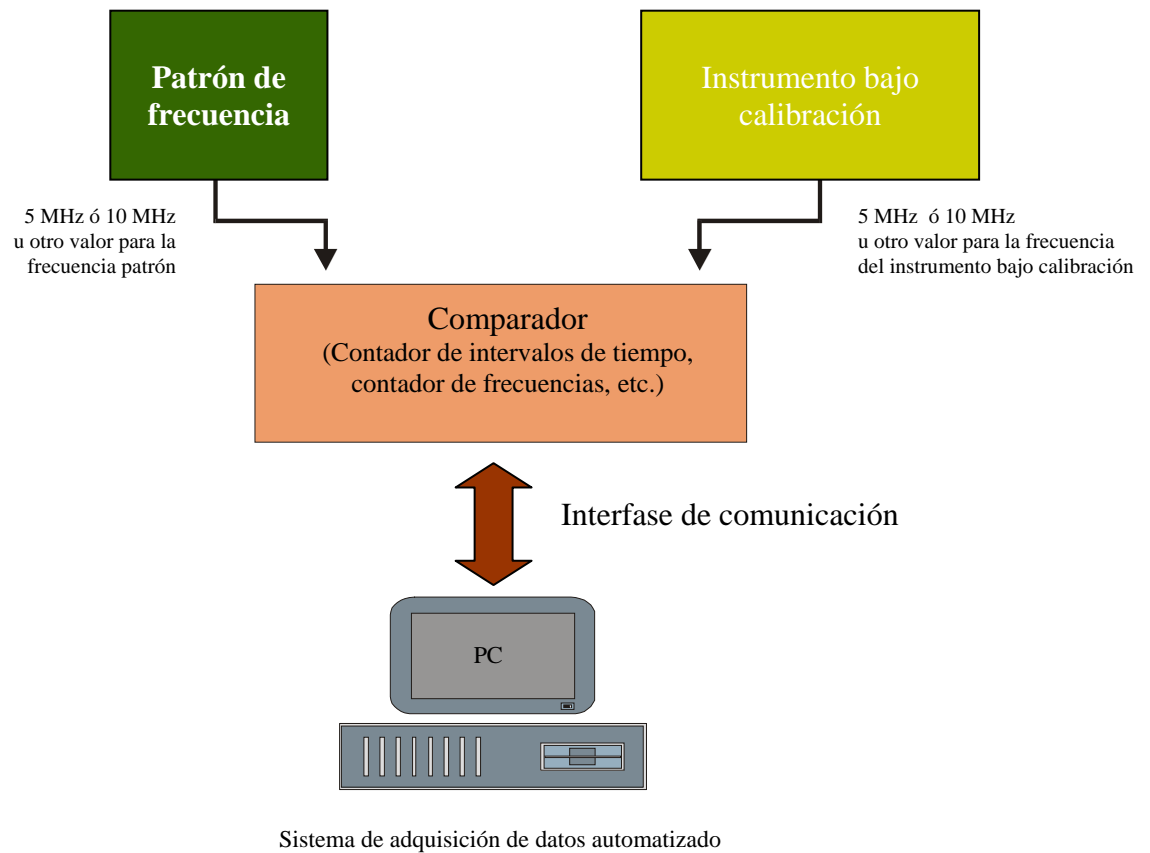 Patrón de
frecuencia
Instrumento bajo
calibración
5 MHz ó 10 MHz
u otro valor para la
frecuencia patrón
5 MHz ó 10 MHz
u otro valor para la frecuencia
del instrumento bajo calibración
Comparador
(Contador de intervalos de tiempo,
contador de frecuencias, etc.)
Interfase de comunicación
PC
Sistema de adquisición de datos automatizado